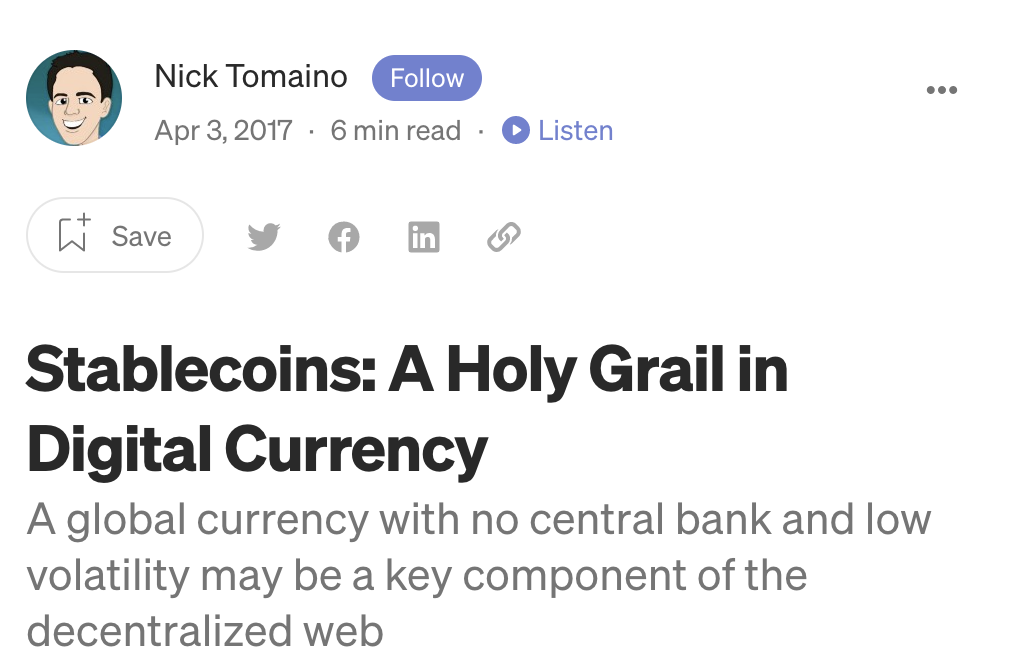 Nick Tomaino Follow
Apr 3, 2017 · 6 min read · Listen
Save
Stablecoins: A Holy Grail in
Digital Currency
A global currency with no central bank and low
volatility may be a key component of the
decentralized web